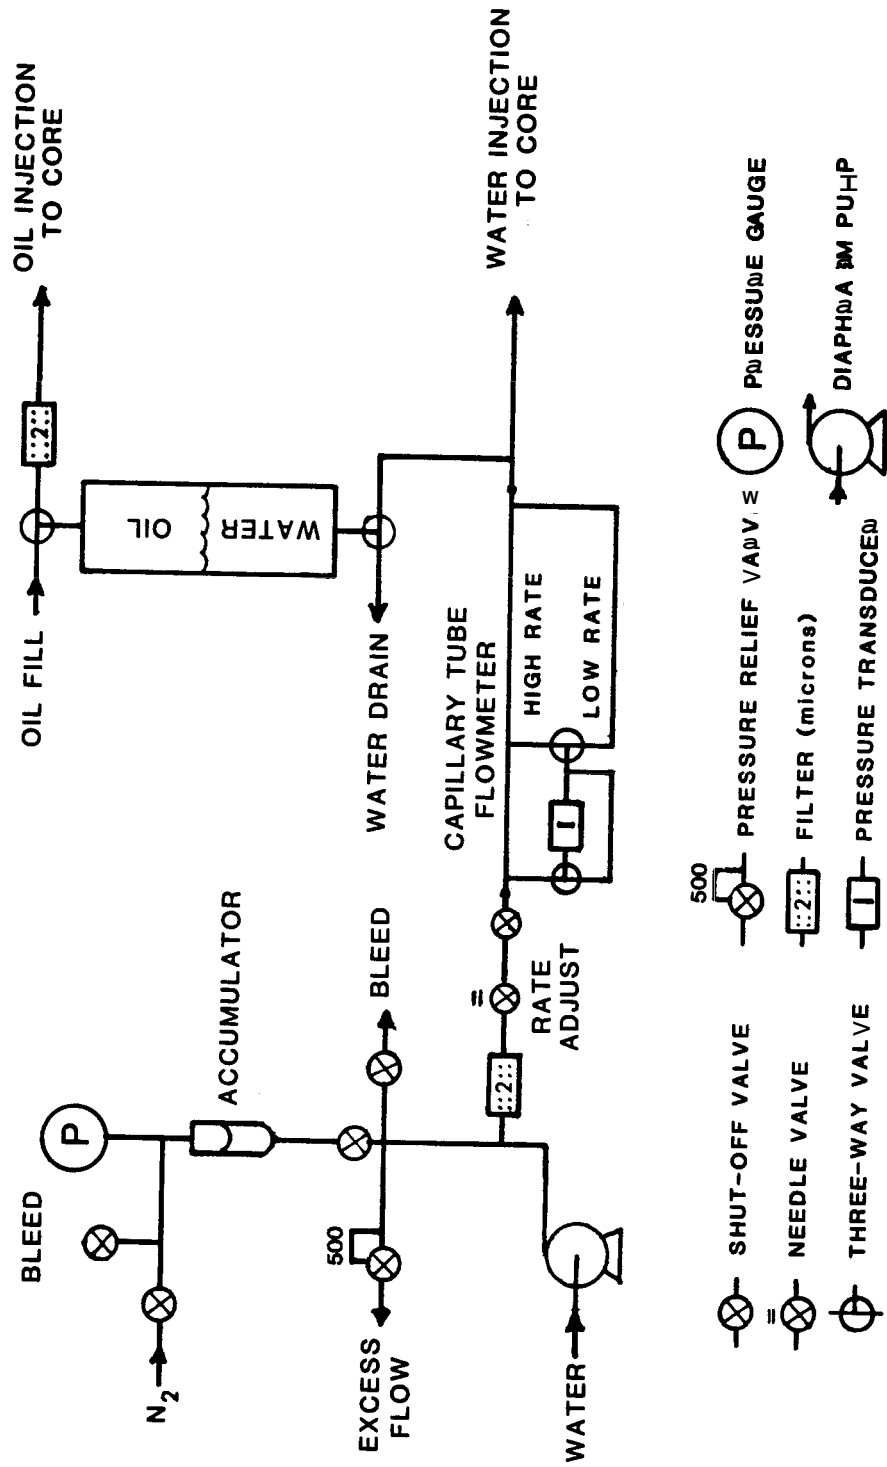 OIL INJECTION
TO CORE
2
OIL FILL
OIL
WATER
WATER DRAIN
WATER INJECTION
TO CORE
CAPILLARY TUBE
FLOWMETER
HIGH RATE
LOW RATE
I
ACCUMULATOR
P
BLEED
N2
BLEED
500
EXCESS
FLOW
2
=
RATE
ADJUST
WATER
SHUT-OFF VALVE
= NEEDLE VALVE
THREE-WAY VALVE
500
PRESSURE RELIEF
2
FILTER (microns)
I
PRESSURE TRANSDUCER
P
PRESSURE GAUGE
DIAPHRAGM PUMP